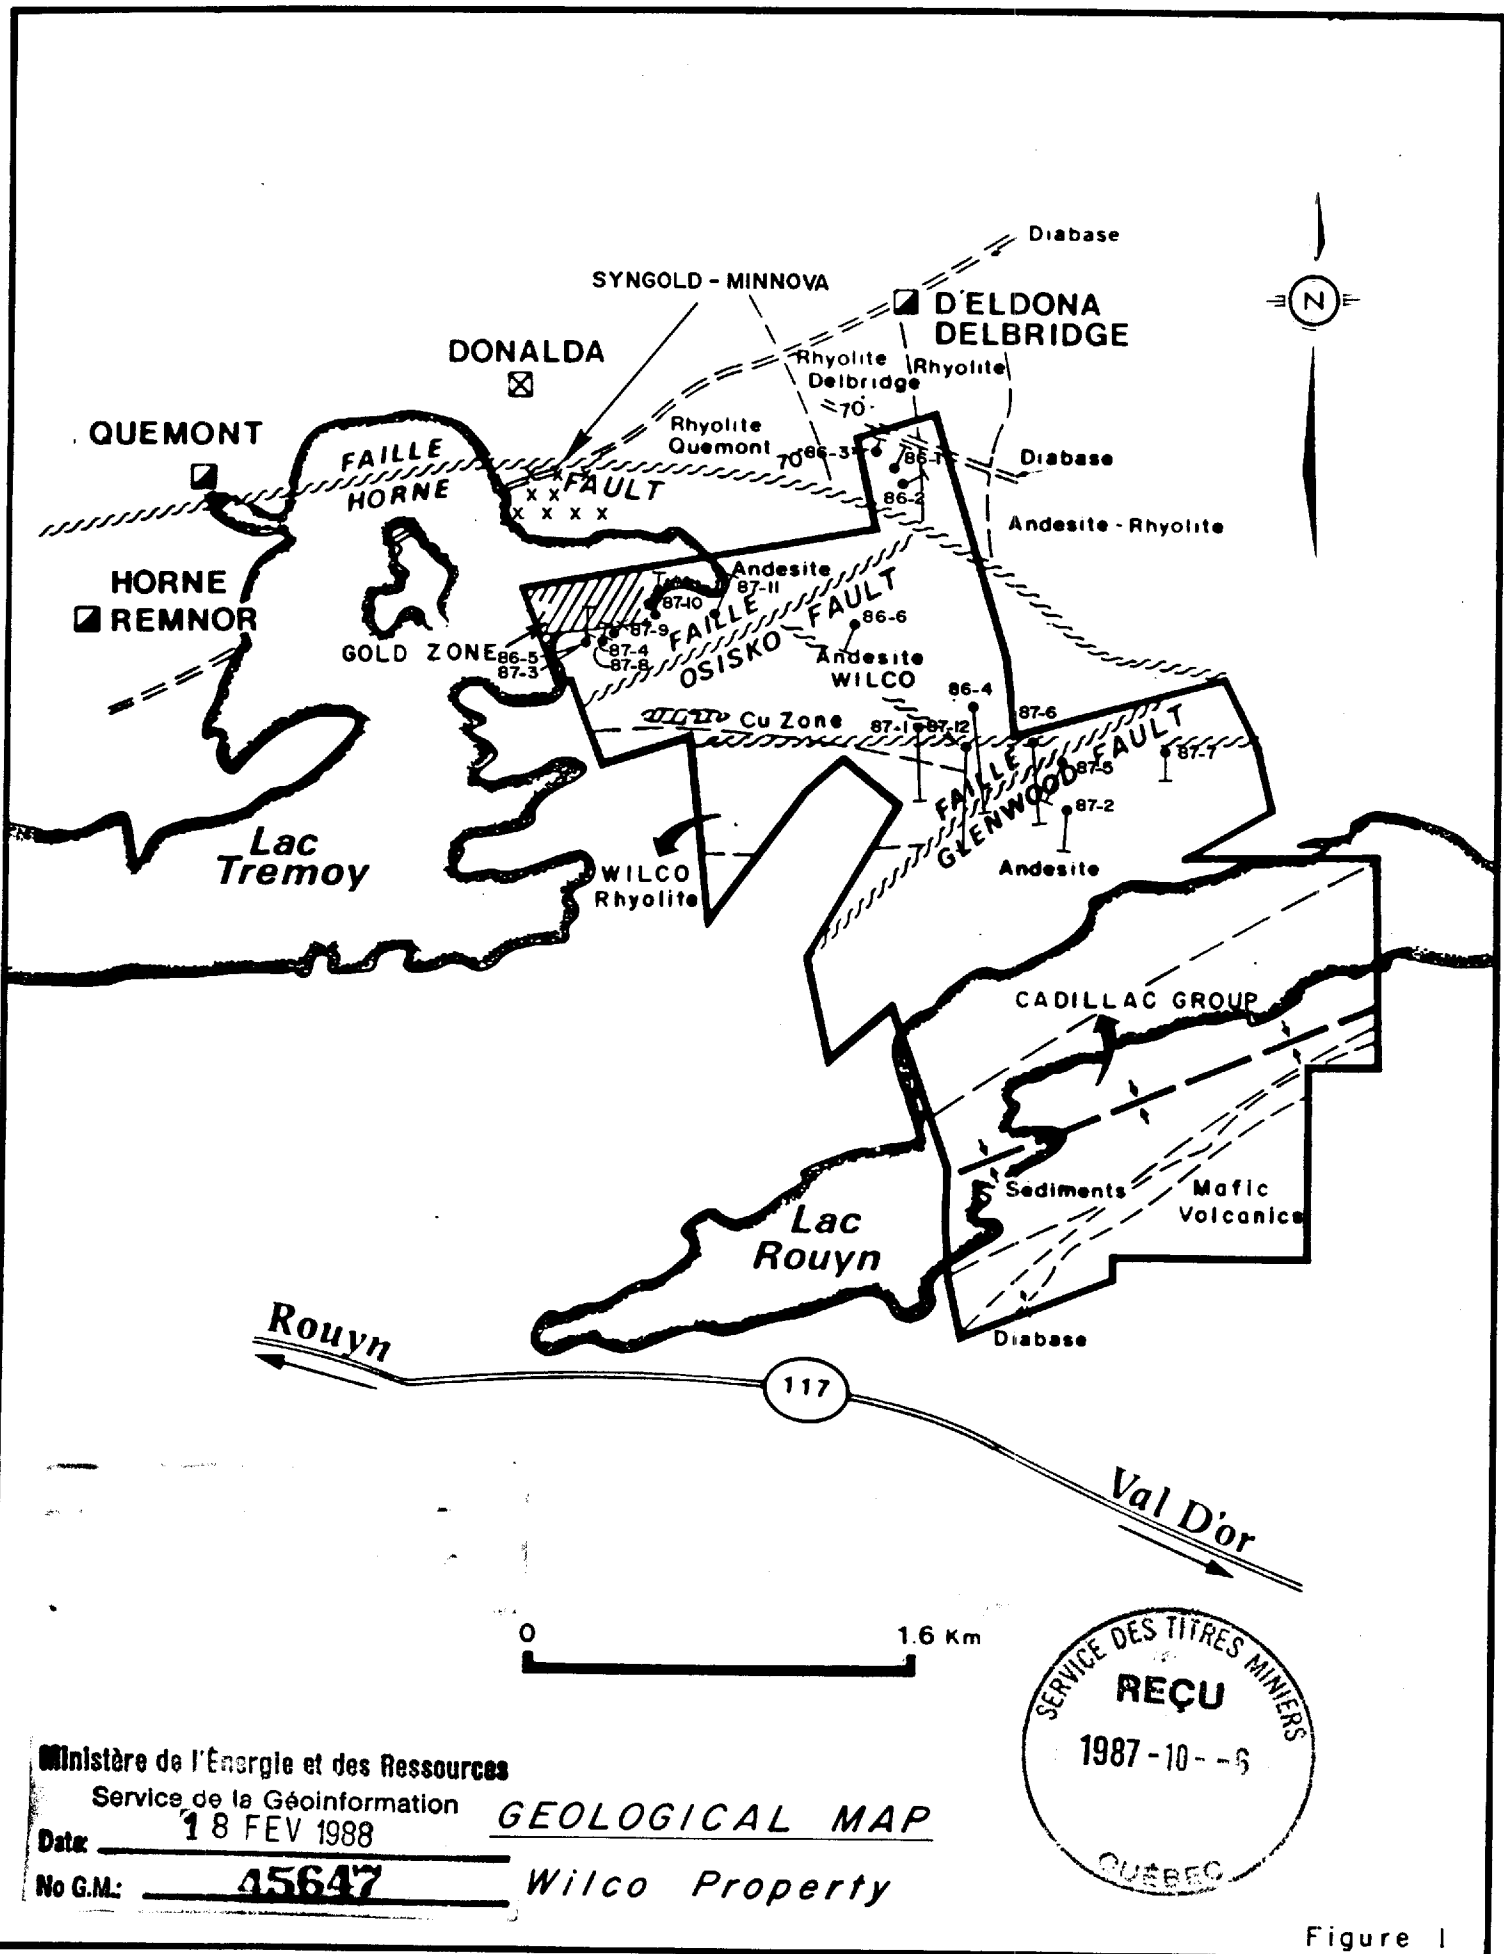 Diabase
SYNGOLD - MINNOVA
D'ELDONA
DELBRIDGE
N
DONALDA
Rhyolite
Delbridge
Rhyolite
70
QUEMONT
Rhyolite
Quemont
70
86-3
86-1
86-2
Diabase
FAILLE
HORNE
FAULT
x x
x x x x
Andesite - Rhyolite
HORNE
REMNOR
Andesite
87-11
87-10
87-9
87-4
87-8
GOLD ZONE
86-5
87-3
FAILLE
OSISKO FAULT
86-6
Andesite
WILCO
86-4
Cu Zone
87-1
87-12
87-6
87-7
87-5
87-2
FAILLE
GLENWOOD FAULT
Andesite
Lac
Tremoy
WILCO
Rhyolite
CADILLAC GROUP
Sediments
Mafic
Volcanics
Lac
Rouyn
Diabase
Rouyn
117
Val D'or
0 1.6 Km
SERVICE DES TITRES MINIERS
REÇU
1987-10--6
QUÉBEC
Ministère de l'Énergie et des Ressources
Service de la Géoinformation
Date: 18 FEV 1988
No G.M.: 45647
GEOLOGICAL MAP
Wilco Property
Figure 1